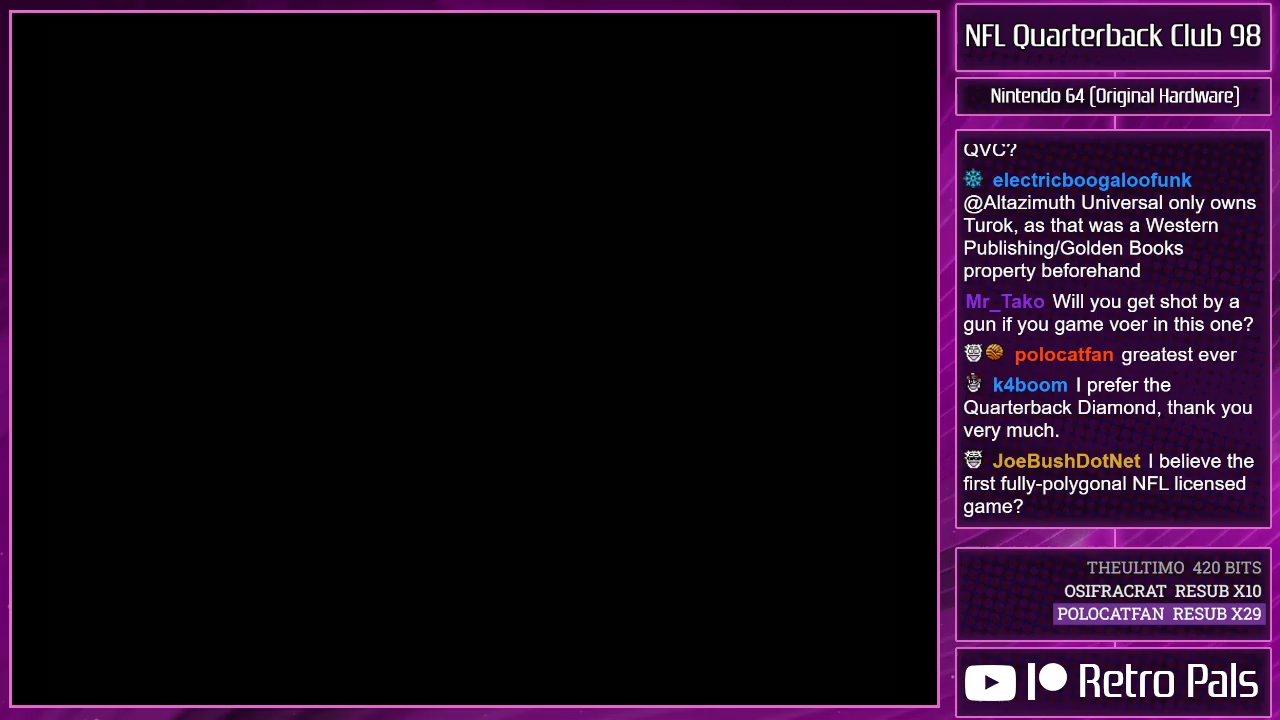 NFL Quarterback Club 98
Nintendo 64 (Original Hardware)
QVC?
electricboogaloofunk
@Altazimuth Universal only owns
Turok, as that was a Western
Publishing/Golden Books
property beforehand
Mr_Tako Will you get shot by a
gun if you game voer in this one?
polocatfan greatest ever
k4boom I prefer the
Quarterback Diamond, thank you
very much.
JoeBushDotNet I believe the
first fully-polygonal NFL licensed
game?
THEULTIMO 420 BITS
OSIFRACRAT RESUB X10
POLOCATFAN RESUB X29
Retro Pals